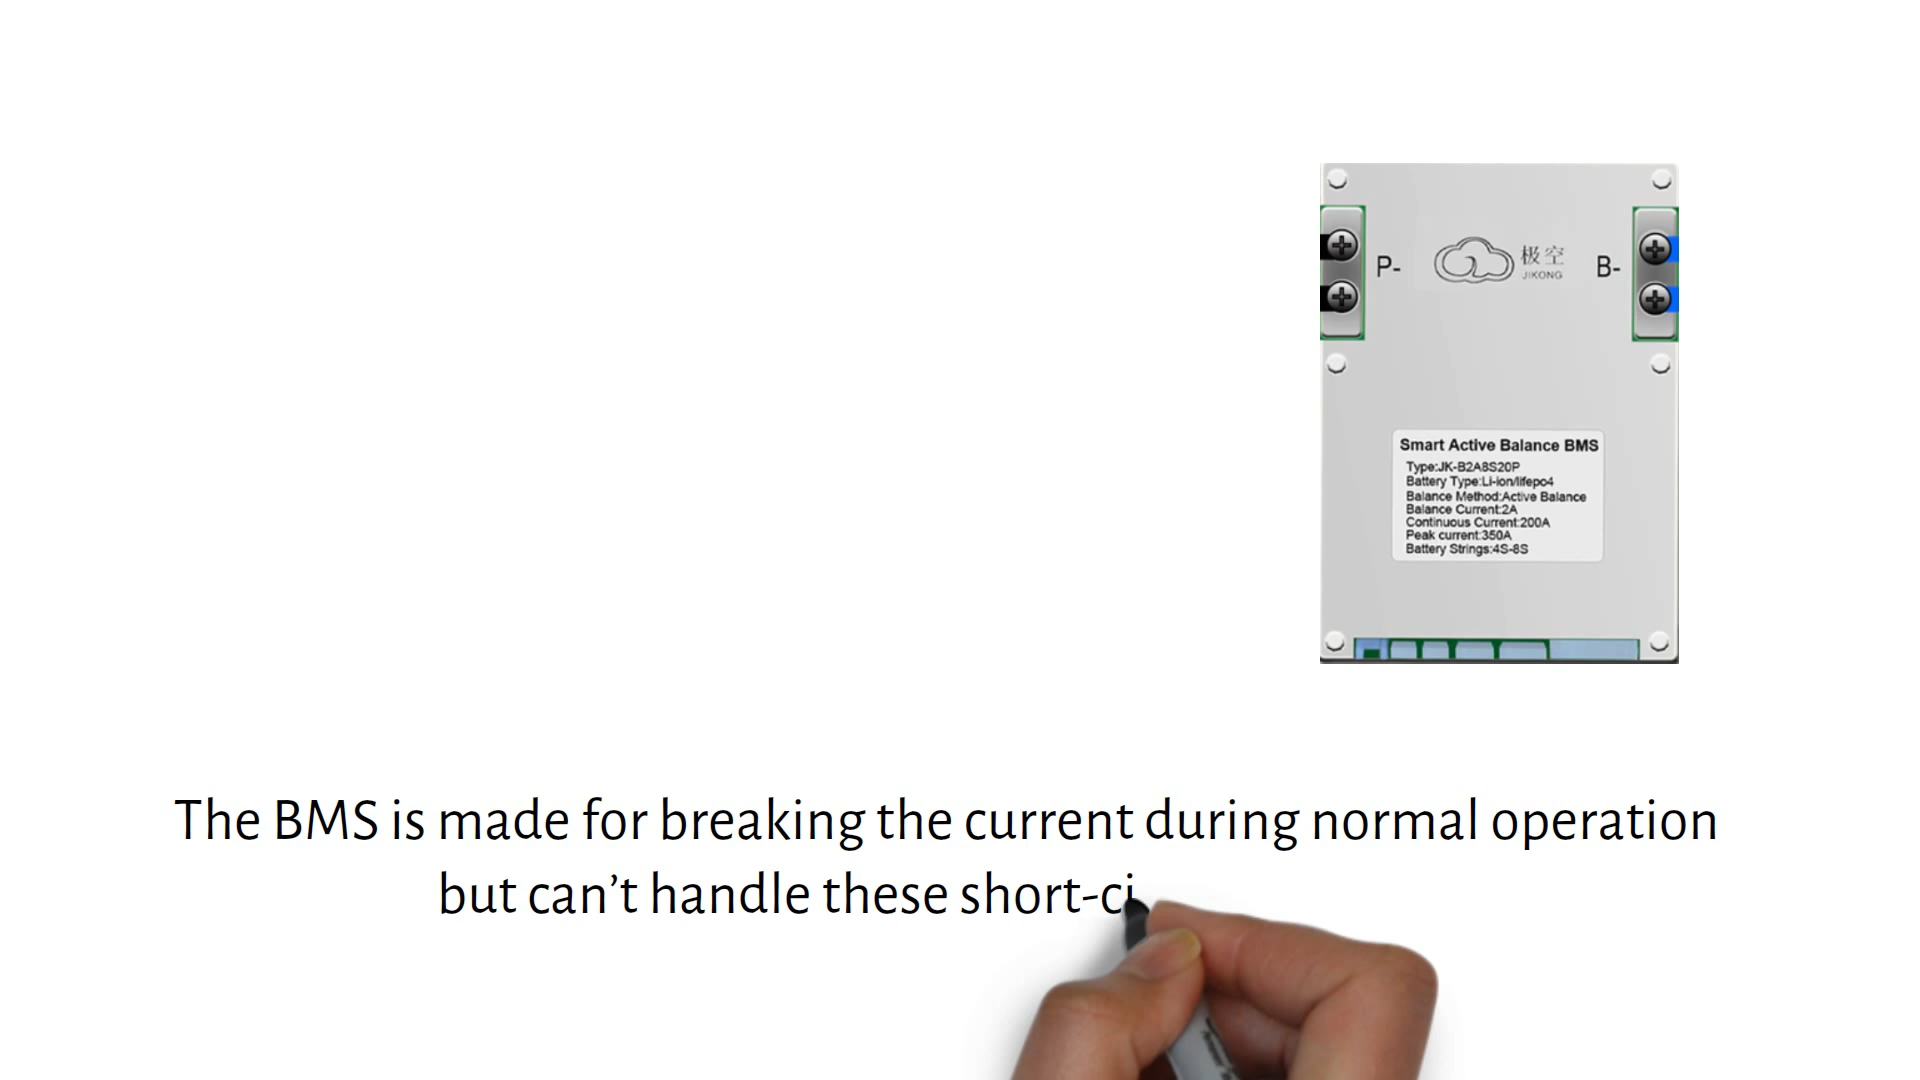 P-
极空
JIKONG
B-
Smart Active Balance BMS
Type:JK-B2A8S20P
Battery Type:Li-ion/lifepo4
Balance Method:Active Balance
Balance Current:2A
Continuous Current:200A
Peak current:350A
Battery Strings:4S-8S
The BMS is made for breaking the current during normal operation
but can’t handle these short-ci